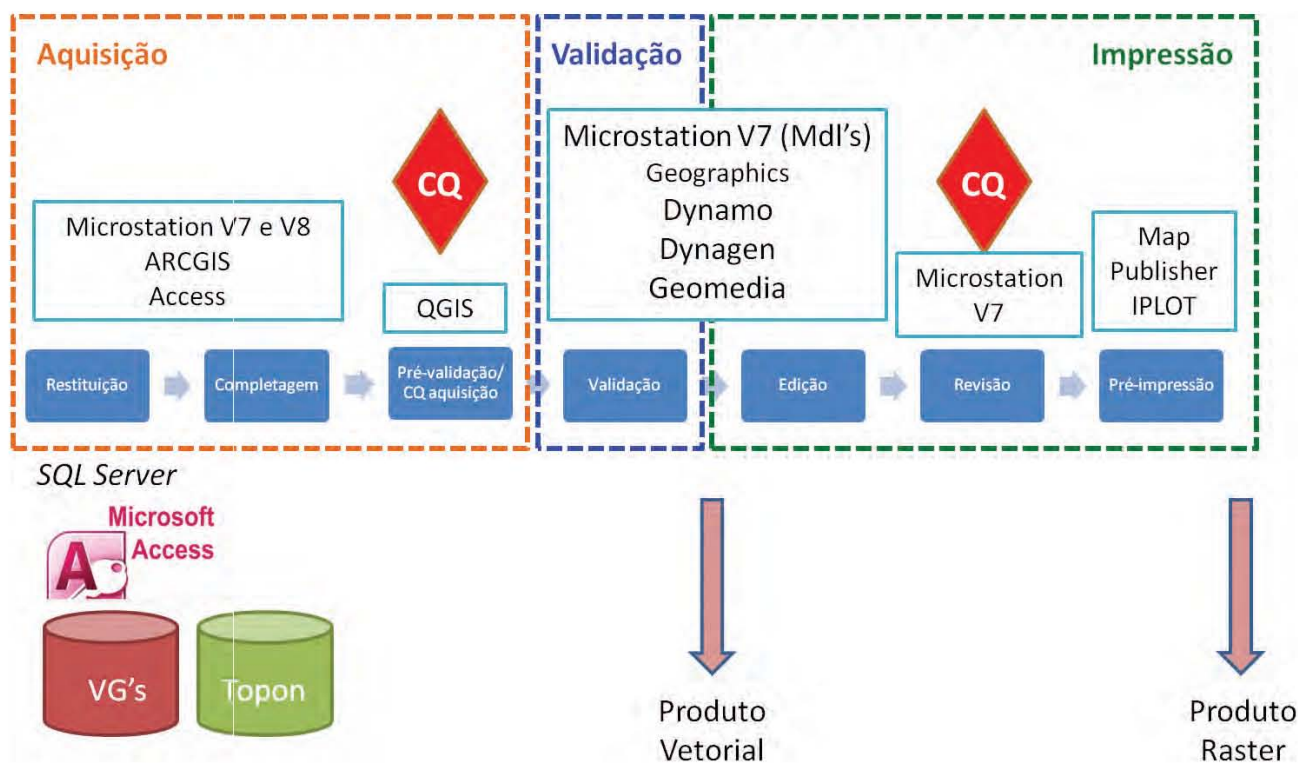 Aquisição
Validação
Impressão
CQ
CQ
Microstation V7 e V8
ARCGIS
Access
QGIS
Microstation V7 (Mdl's)
Geographics
Dynamo
Dynagen
Geomedia
Microstation
V7
Map
Publisher
IPLOT
Restituição
Completagem
Pré-validação/
CQ aquisição
Validação
Edição
Revisão
Pré-impressão
SQL Server
Microsoft
Access
A
VG's
Topon
Produto
Vetorial
Produto
Raster